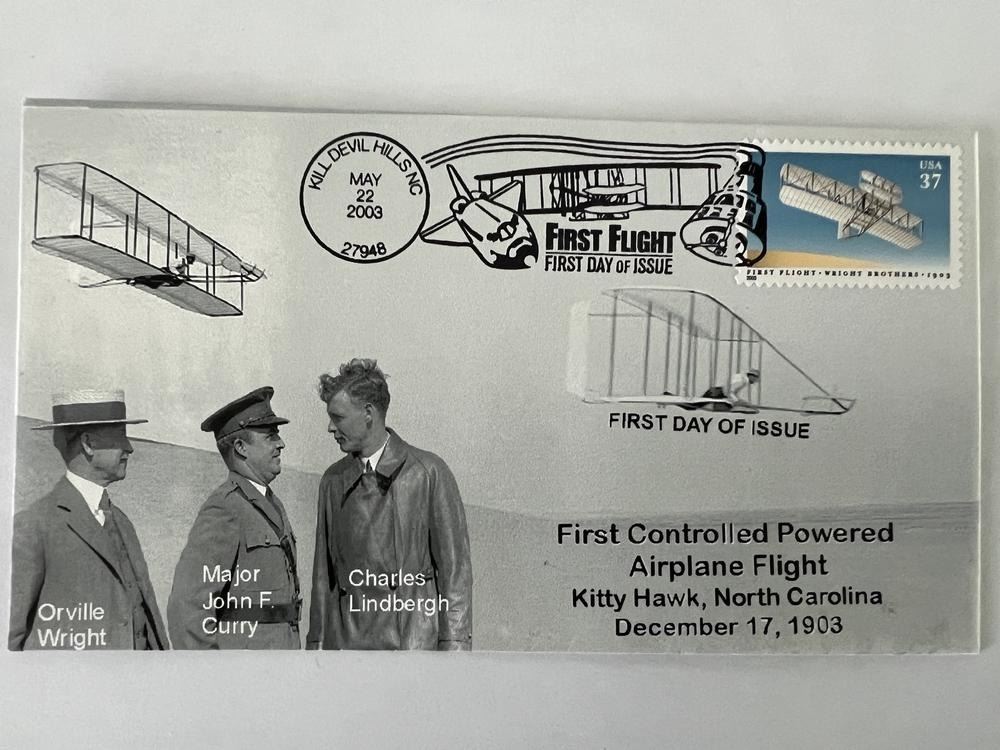 KILL DEVIL HILLS NC
MAY
22
2003
27948
FIRST FLIGHT
FIRST DAY OF ISSUE
USA
37
FIRST FLIGHT · WRIGHT BROTHERS · 1903
2003
FIRST DAY OF ISSUE
Orville
Wright
Major
John F.
Curry
Charles
Lindbergh
First Controlled Powered
Airplane Flight
Kitty Hawk, North Carolina
December 17, 1903